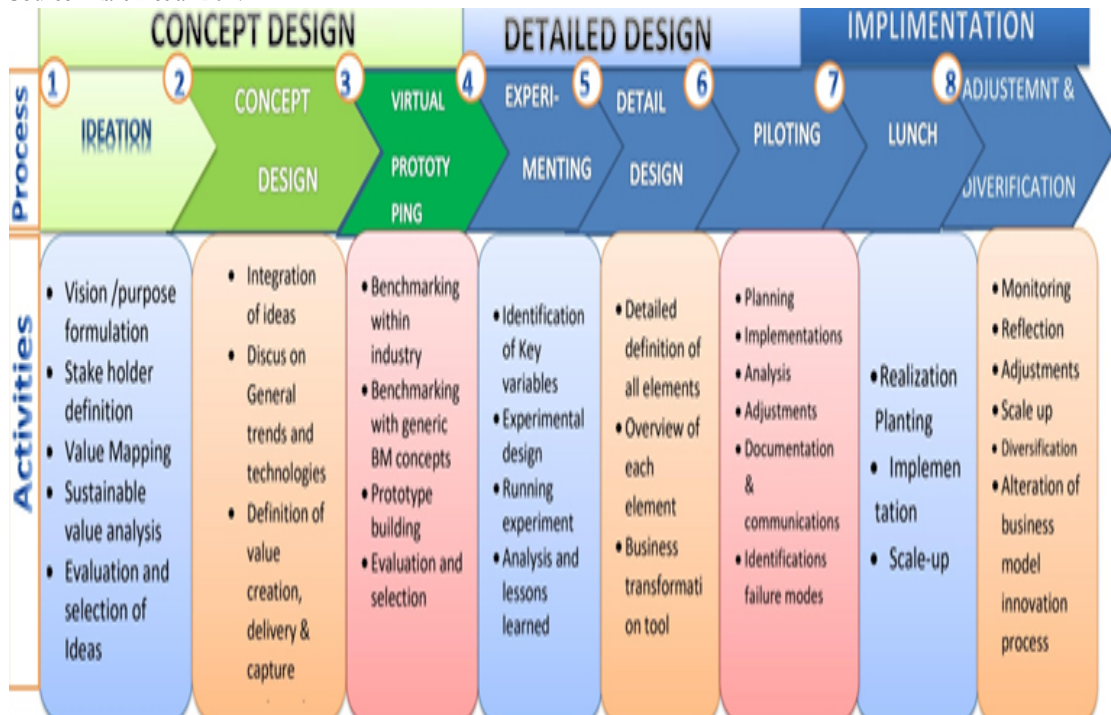 CONCEPT DESIGN
DETAILED DESIGN
IMPLIMENTATION
Process
1
IDEATION
2
CONCEPT
DESIGN
3
VIRTUAL
PROTOTY
PING
4
EXPERI-
MENTING
5
DETAIL
DESIGN
6
PILOTING
7
LUNCH
8
ADJUSTEMNT &
DIVERIFICATION
Activities
• Vision /purpose
formulation
• Stake holder
definition
• Value Mapping
• Sustainable
value analysis
• Evaluation and
selection of
Ideas
• Integration
of ideas
• Discus on
General
trends and
technologies
• Definition of
value
creation,
delivery &
capture
• Benchmarking
within
industry
• Benchmarking
with generic
BM concepts
• Prototype
building
• Evaluation and
selection
• Identification
of Key
variables
• Experimental
design
• Running
experiment
• Analysis and
lessons
learned
• Detailed
definition of
all elements
• Overview of
each
element
• Business
transformati
on tool
• Planning
• Implementations
• Analysis
• Adjustments
• Documentation
&
communications
• Identifications
failure modes
• Realization
Planting
• Implemen
tation
• Scale-up
• Monitoring
• Reflection
• Adjustments
• Scale up
• Diversification
• Alteration of
business
model
innovation
process